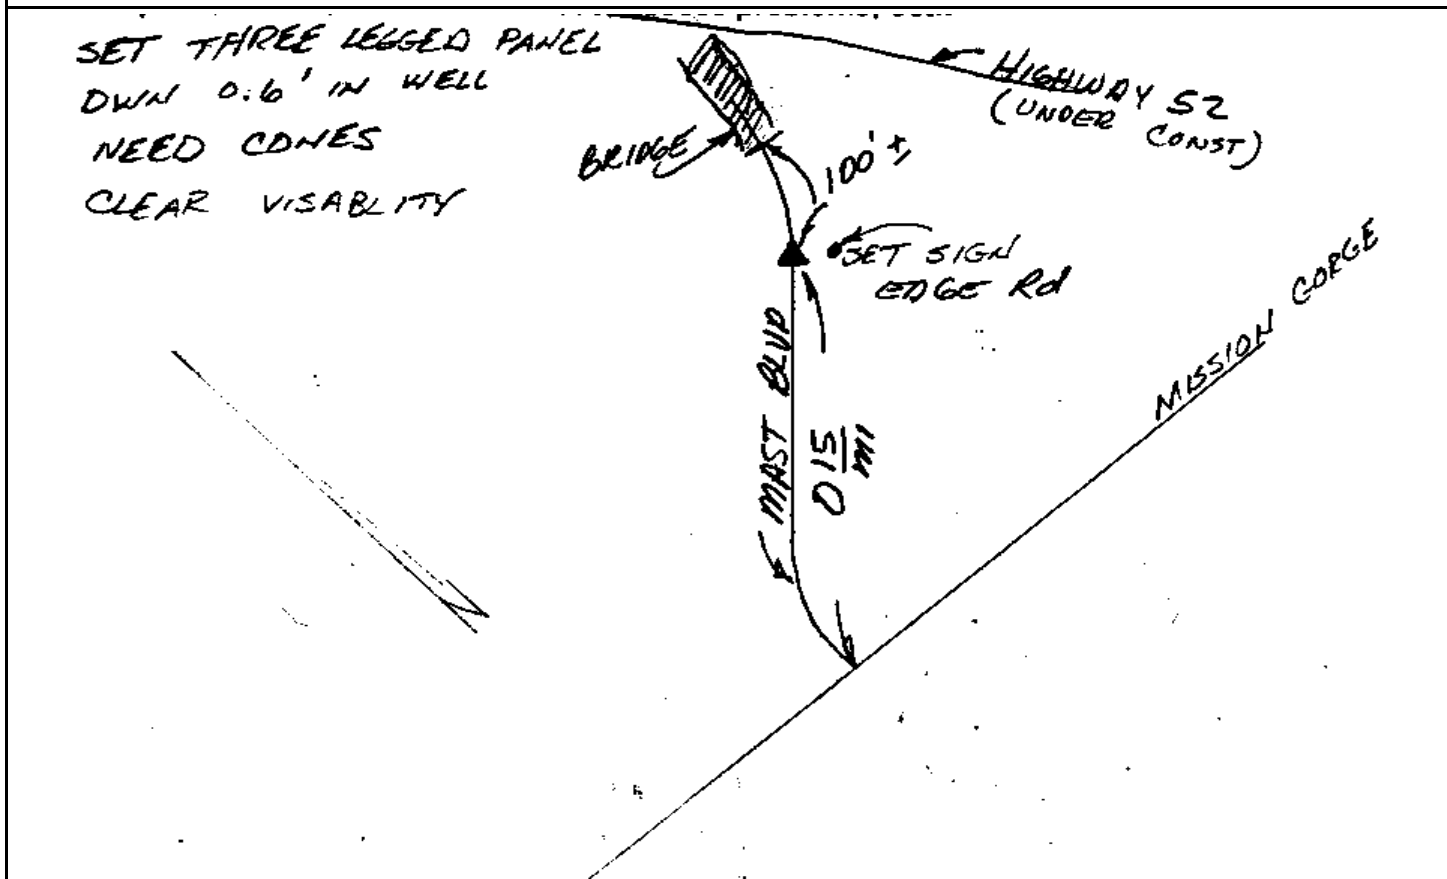 SET THREE LEGGED PANEL
DWN 0.6' IN WELL
NEED CONES
CLEAR VISABLITY
HIGHWAY 52
(UNDER CONST)
BRIDGE
100' ±
SET SIGN
EDGE Rd
MAST BLVD
0 15
mi
MISSION GORGE